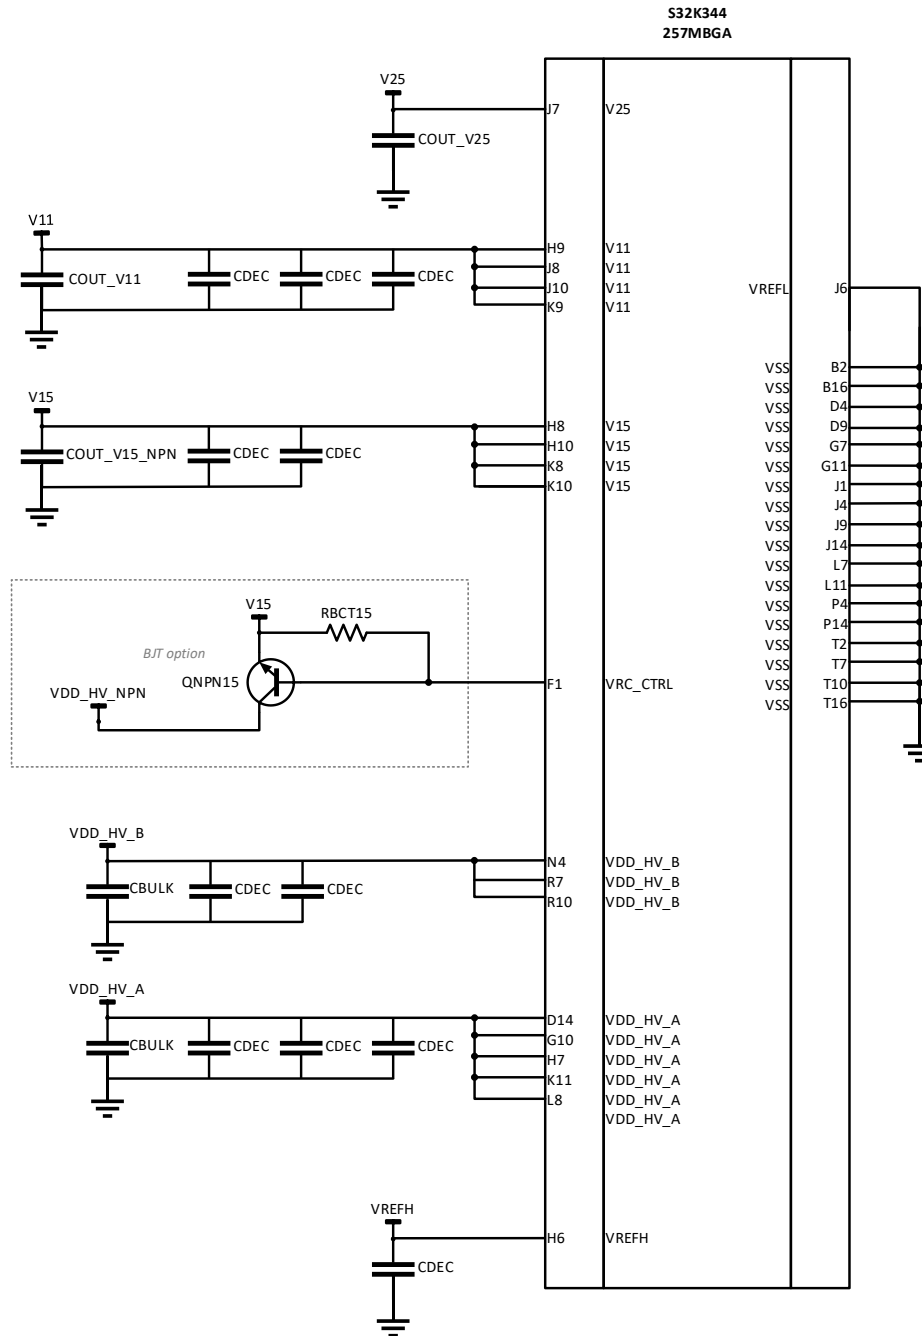 S32K344
257MBGA
V25
J7 V25
COUT_V25
V11
H9 V11
COUT_V11 CDEC CDEC CDEC J8 V11
J10 V11 VREFL J6
K9 V11
VSS B2
VSS B16
V15 VSS D4
H8 V15 VSS D9
COUT_V15_NPN CDEC CDEC H10 V15 VSS G7
K8 V15 VSS G11
K10 V15 VSS J1
VSS J4
VSS J9
VSS J14
VSS L7
VSS L11
V15 RBCT15 VSS P4
VSS P14
BJT option VSS T2
VSS T7
QNPN15 F1 VRC_CTRL VSS T10
VDD_HV_NPN VSS T16
VDD_HV_B
N4 VDD_HV_B
CBULK CDEC CDEC R7 VDD_HV_B
R10 VDD_HV_B
VDD_HV_A
D14 VDD_HV_A
CBULK CDEC CDEC CDEC G10 VDD_HV_A
H7 VDD_HV_A
K11 VDD_HV_A
L8 VDD_HV_A
VDD_HV_A
VREFH
H6 VREFH
CDEC